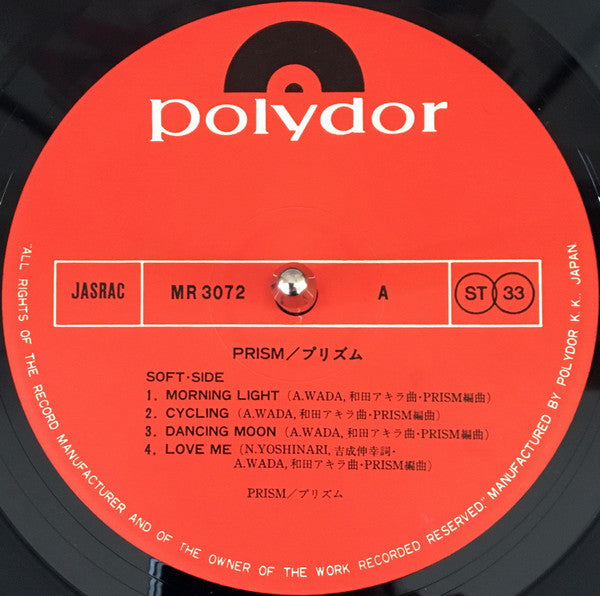 polydor
JASRAC MR 3072 A ST 33
PRISM／プリズム
SOFT･SIDE
1. MORNING LIGHT (A.WADA, 和田アキラ曲･PRISM編曲)
2. CYCLING (A.WADA, 和田アキラ曲･PRISM編曲)
3. DANCING MOON (A.WADA, 和田アキラ曲･PRISM編曲)
4. LOVE ME (N.YOSHINARI, 吉成伸幸詞･
A.WADA, 和田アキラ曲･PRISM編曲)
PRISM／プリズム
"ALL RIGHTS OF THE RECORD MANUFACTURER AND OF THE OWNER OF THE WORK RECORDED RESERVED." MANUFACTURED BY POLYDOR K.K. JAPAN